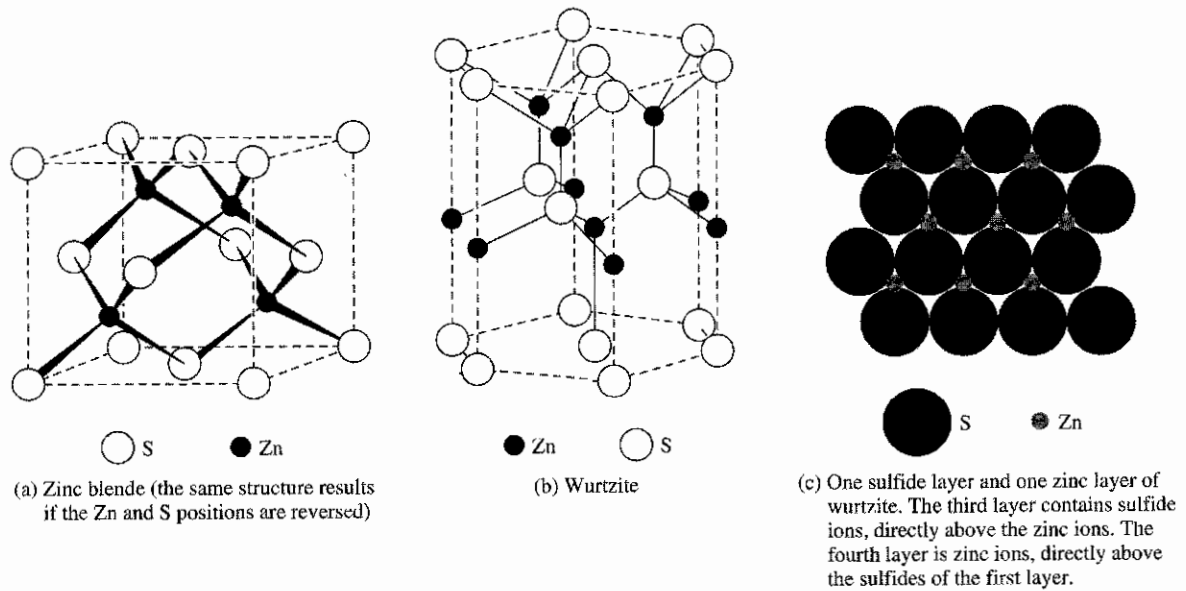 S
Zn
(a) Zinc blende (the same structure results
if the Zn and S positions are reversed)
Zn
S
(b) Wurtzite
S
Zn
(c) One sulfide layer and one zinc layer of
wurtzite. The third layer contains sulfide
ions, directly above the zinc ions. The
fourth layer is zinc ions, directly above
the sulfides of the first layer.